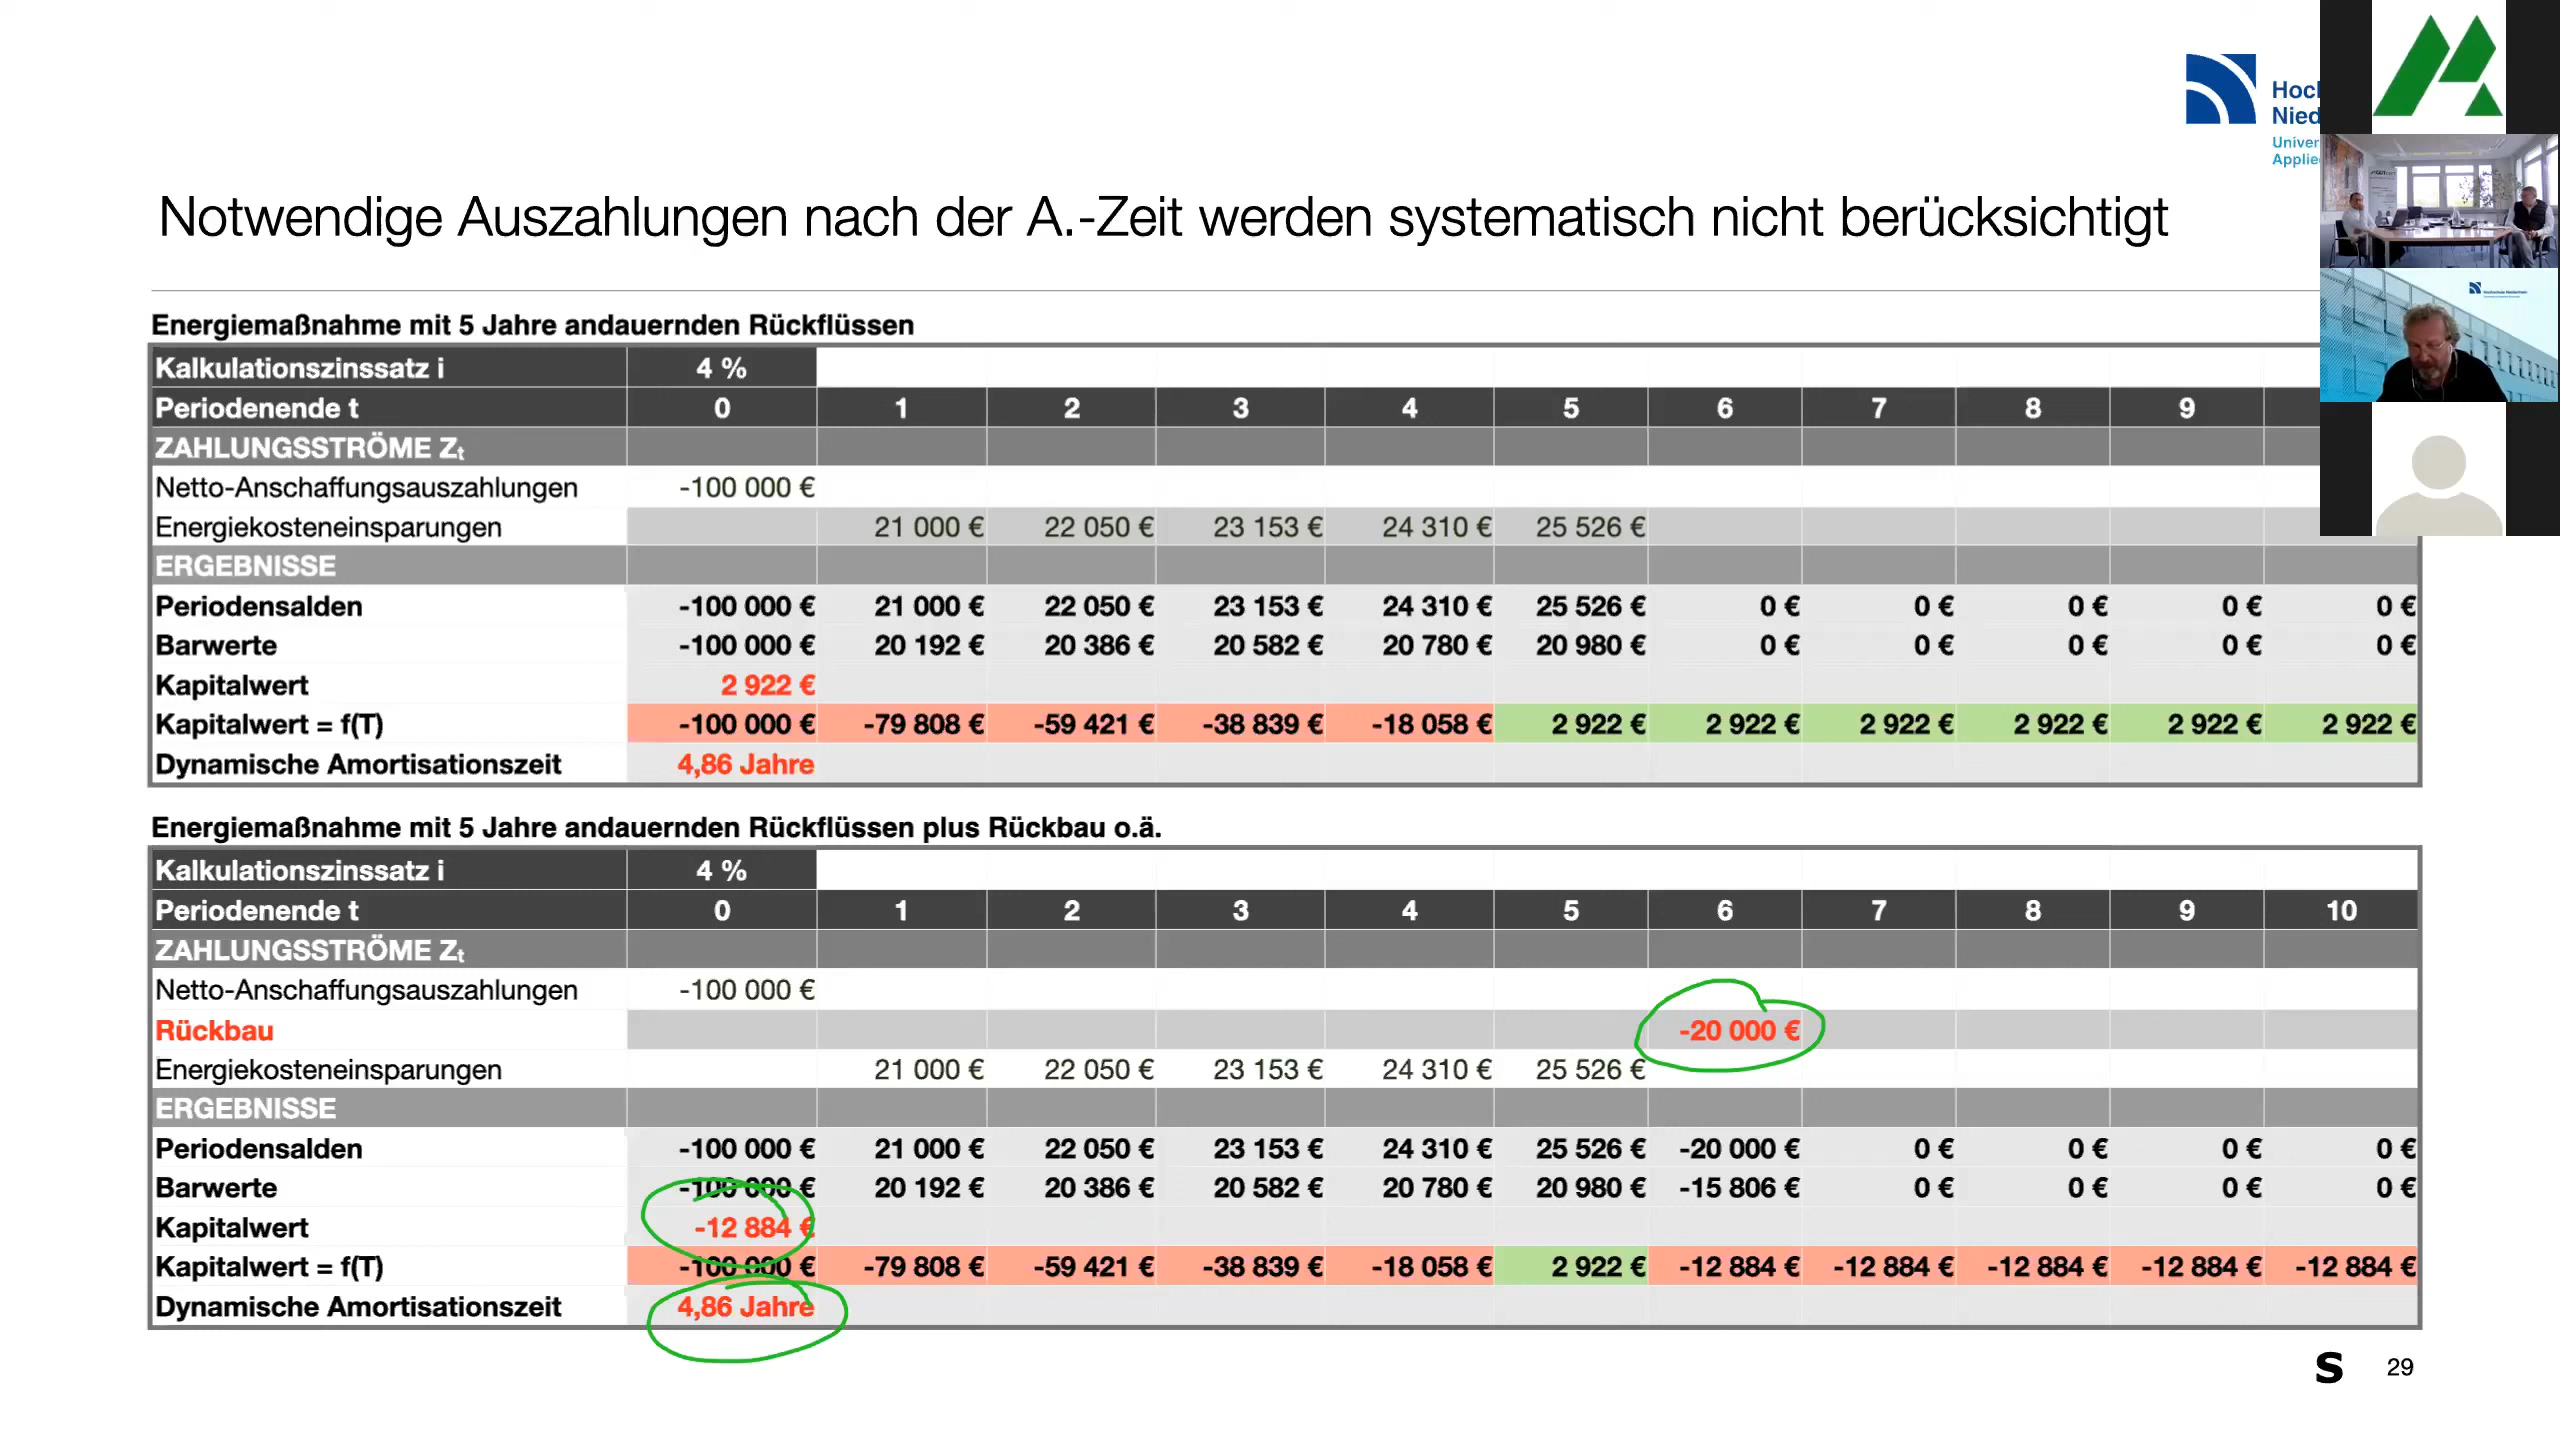 Hoc
Nied
Univer
Applie
Notwendige Auszahlungen nach der A.-Zeit werden systematisch nicht berücksichtigt
Energiemaßnahme mit 5 Jahre andauernden Rückflüssen
Kalkulationszinssatz i 4 %
Periodenende t 0 1 2 3 4 5 6 7 8 9
ZAHLUNGSSTRÖME Zₜ
Netto-Anschaffungsauszahlungen -100 000 €
Energiekosteneinsparungen 21 000 € 22 050 € 23 153 € 24 310 € 25 526 €
ERGEBNISSE
Periodensalden -100 000 € 21 000 € 22 050 € 23 153 € 24 310 € 25 526 € 0 € 0 € 0 € 0 € 0 €
Barwerte -100 000 € 20 192 € 20 386 € 20 582 € 20 780 € 20 980 € 0 € 0 € 0 € 0 € 0 €
Kapitalwert 2 922 €
Kapitalwert = f(T) -100 000 € -79 808 € -59 421 € -38 839 € -18 058 € 2 922 € 2 922 € 2 922 € 2 922 € 2 922 € 2 922 €
Dynamische Amortisationszeit 4,86 Jahre
Energiemaßnahme mit 5 Jahre andauernden Rückflüssen plus Rückbau o.ä.
Kalkulationszinssatz i 4 %
Periodenende t 0 1 2 3 4 5 6 7 8 9 10
ZAHLUNGSSTRÖME Zₜ
Netto-Anschaffungsauszahlungen -100 000 €
Rückbau -20 000 €
Energiekosteneinsparungen 21 000 € 22 050 € 23 153 € 24 310 € 25 526 €
ERGEBNISSE
Periodensalden -100 000 € 21 000 € 22 050 € 23 153 € 24 310 € 25 526 € -20 000 € 0 € 0 € 0 € 0 €
Barwerte -100 000 € 20 192 € 20 386 € 20 582 € 20 780 € 20 980 € -15 806 € 0 € 0 € 0 € 0 €
Kapitalwert -12 884 €
Kapitalwert = f(T) -100 000 € -79 808 € -59 421 € -38 839 € -18 058 € 2 922 € -12 884 € -12 884 € -12 884 € -12 884 € -12 884 €
Dynamische Amortisationszeit 4,86 Jahre
S 29